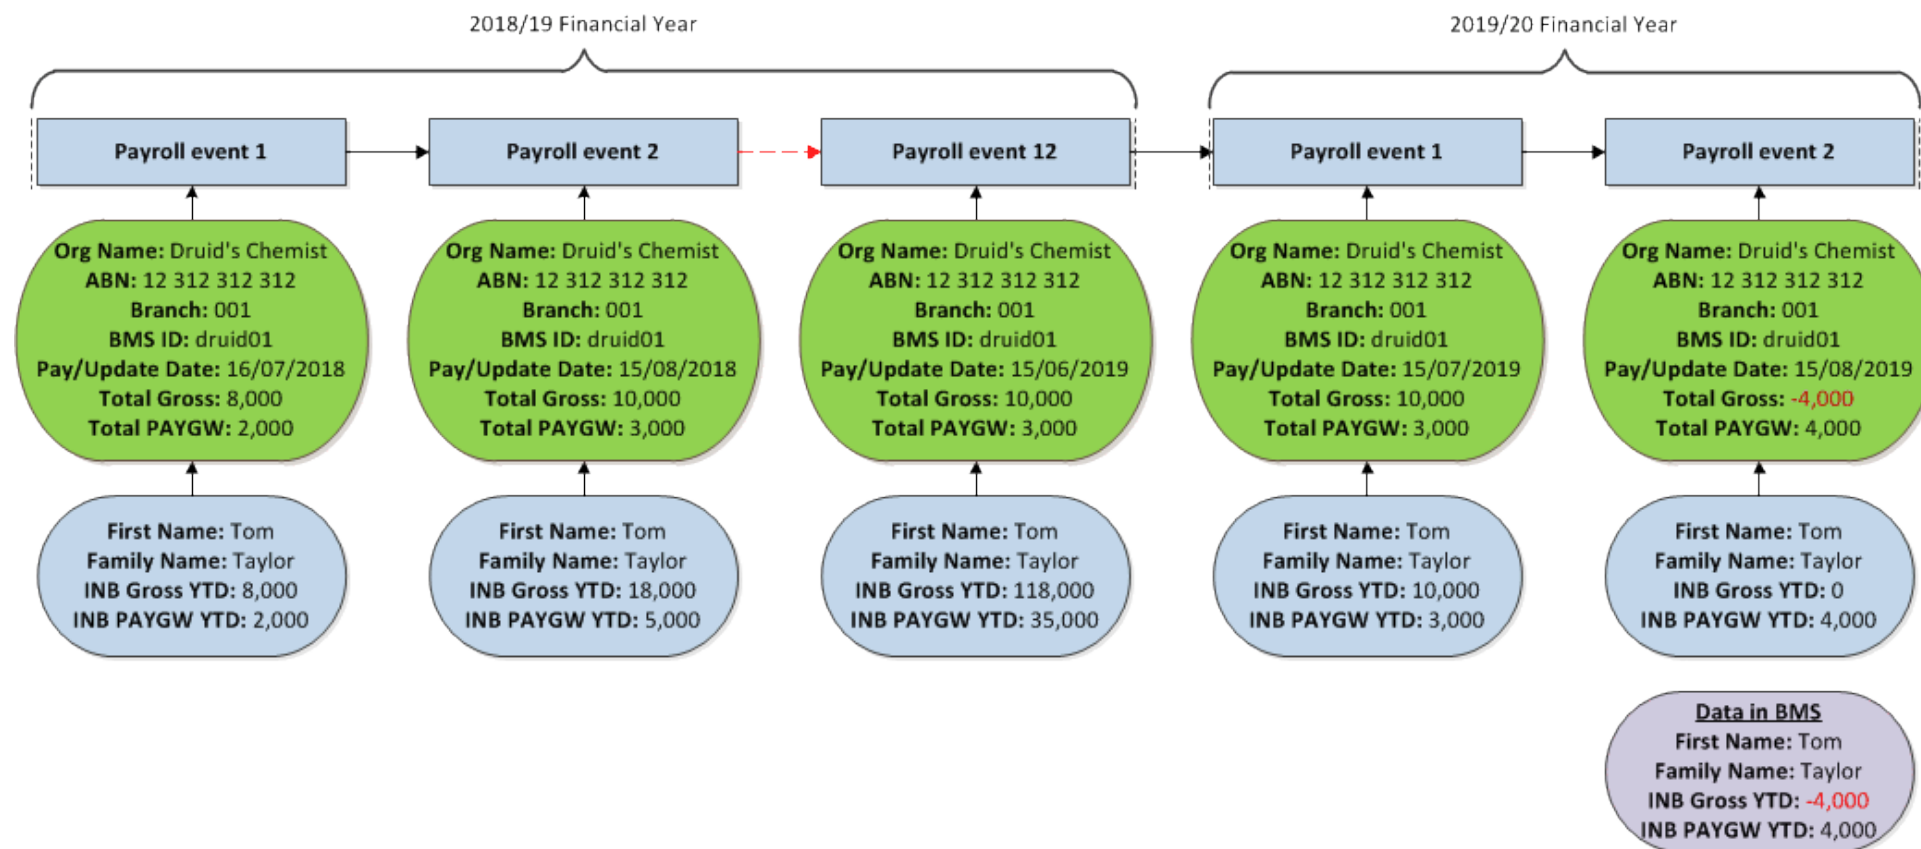 2018/19 Financial Year
2019/20 Financial Year
Payroll event 1
Payroll event 2
Payroll event 12
Payroll event 1
Payroll event 2
Org Name: Druid's Chemist
ABN: 12 312 312 312
Branch: 001
BMS ID: druid01
Pay/Update Date: 16/07/2018
Total Gross: 8,000
Total PAYGW: 2,000
Org Name: Druid's Chemist
ABN: 12 312 312 312
Branch: 001
BMS ID: druid01
Pay/Update Date: 15/08/2018
Total Gross: 10,000
Total PAYGW: 3,000
Org Name: Druid's Chemist
ABN: 12 312 312 312
Branch: 001
BMS ID: druid01
Pay/Update Date: 15/06/2019
Total Gross: 10,000
Total PAYGW: 3,000
Org Name: Druid's Chemist
ABN: 12 312 312 312
Branch: 001
BMS ID: druid01
Pay/Update Date: 15/07/2019
Total Gross: 10,000
Total PAYGW: 3,000
Org Name: Druid's Chemist
ABN: 12 312 312 312
Branch: 001
BMS ID: druid01
Pay/Update Date: 15/08/2019
Total Gross: -4,000
Total PAYGW: 4,000
First Name: Tom
Family Name: Taylor
INB Gross YTD: 8,000
INB PAYGW YTD: 2,000
First Name: Tom
Family Name: Taylor
INB Gross YTD: 18,000
INB PAYGW YTD: 5,000
First Name: Tom
Family Name: Taylor
INB Gross YTD: 118,000
INB PAYGW YTD: 35,000
First Name: Tom
Family Name: Taylor
INB Gross YTD: 10,000
INB PAYGW YTD: 3,000
First Name: Tom
Family Name: Taylor
INB Gross YTD: 0
INB PAYGW YTD: 4,000
Data in BMS
First Name: Tom
Family Name: Taylor
INB Gross YTD: -4,000
INB PAYGW YTD: 4,000